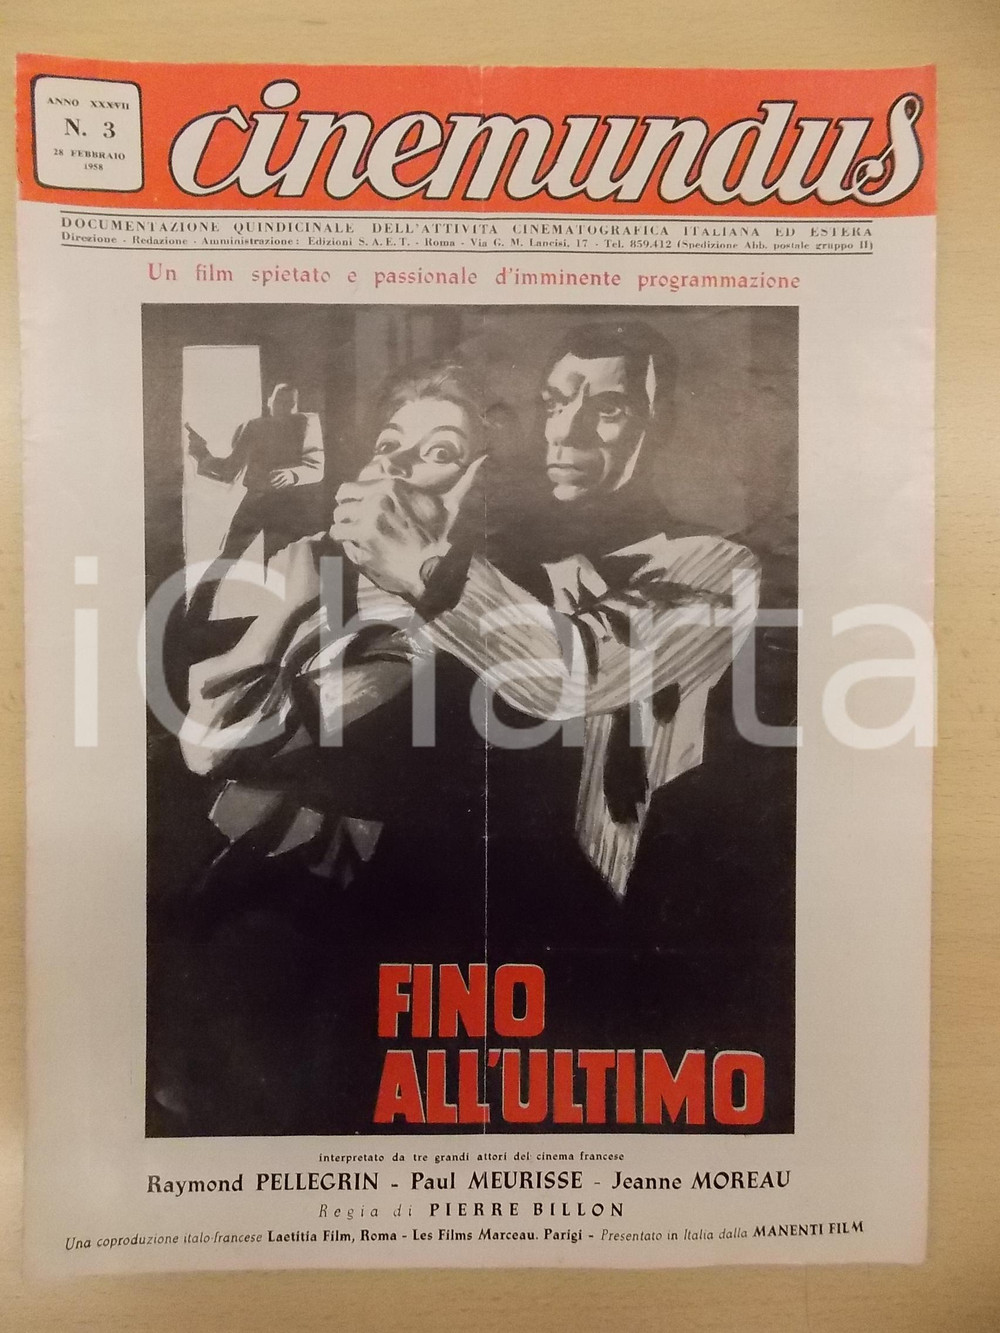 ANNO XXXVII
N. 3
28 FEBBRAIO
1958
cinemundus
DOCUMENTAZIONE QUINDICINALE DELL'ATTIVITA CINEMATOGRAFICA ITALIANA ED ESTERA
Direzione - Redazione - Amministrazione: Edizioni S. A. E. T. - Roma - Via G. M. Lancisi, 17 - Tel. 859.412 (Spedizione Abb. postale gruppo II)
Un film spietato e passionale d'imminente programmazione
iCharta
FINO
ALL'ULTIMO
interpretato da tre grandi attori del cinema francese
Raymond PELLEGRIN - Paul MEURISSE - Jeanne MOREAU
Regia di PIERRE BILLON
Una coproduzione italo-francese Laetitia Film, Roma - Les Films Marceau. Parigi - Presentato in Italia dalla MANENTI FILM